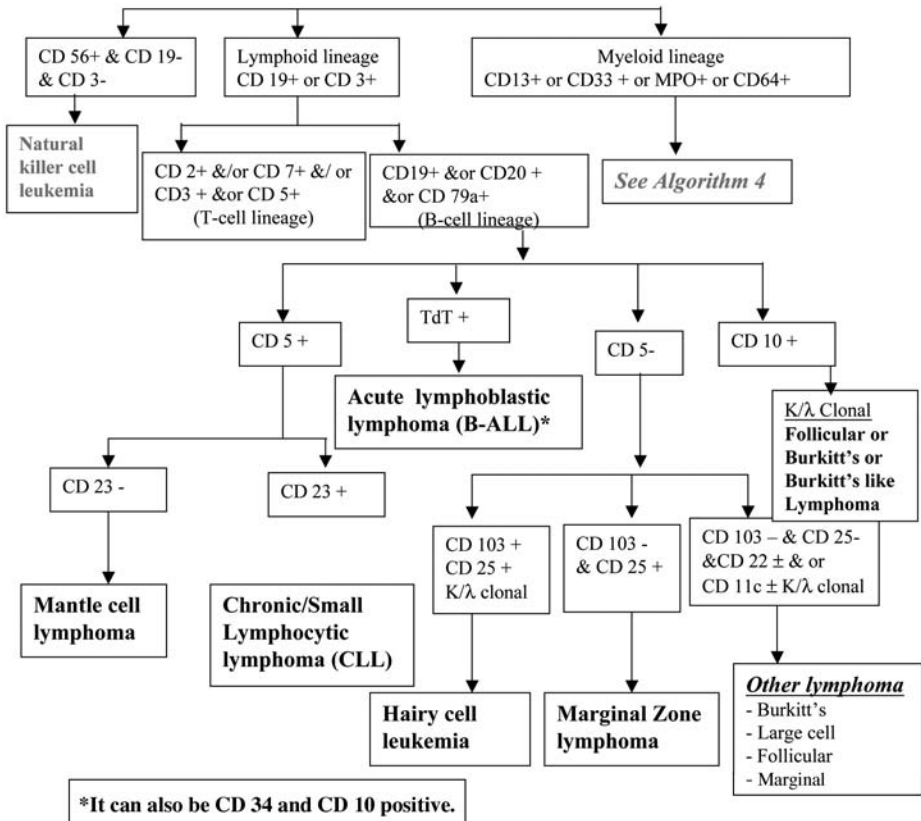 CD 56+ & CD 19-
& CD 3-
Lymphoid lineage
CD 19+ or CD 3+
Myeloid lineage
CD13+ or CD33 + or MPO+ or CD64+
Natural
killer cell
leukemia
CD 2+ &/or CD 7+ &/ or
CD3 + &or CD 5+
(T-cell lineage)
CD19+ &or CD20 +
&or CD 79a+
(B-cell lineage)
See Algorithm 4
CD 5 +
TdT +
CD 5-
CD 10 +
Acute lymphoblastic
lymphoma (B-ALL)*
K/λ Clonal
Follicular or
Burkitt's or
Burkitt's like
Lymphoma
CD 23 -
CD 23 +
CD 103 +
CD 25 +
K/λ clonal
CD 103 -
& CD 25 +
CD 103 – & CD 25-
&CD 22 ± & or
CD 11c ± K/λ clonal
Mantle cell
lymphoma
Chronic/Small
Lymphocytic
lymphoma (CLL)
Hairy cell
leukemia
Marginal Zone
lymphoma
Other lymphoma
- Burkitt's
- Large cell
- Follicular
- Marginal
*It can also be CD 34 and CD 10 positive.